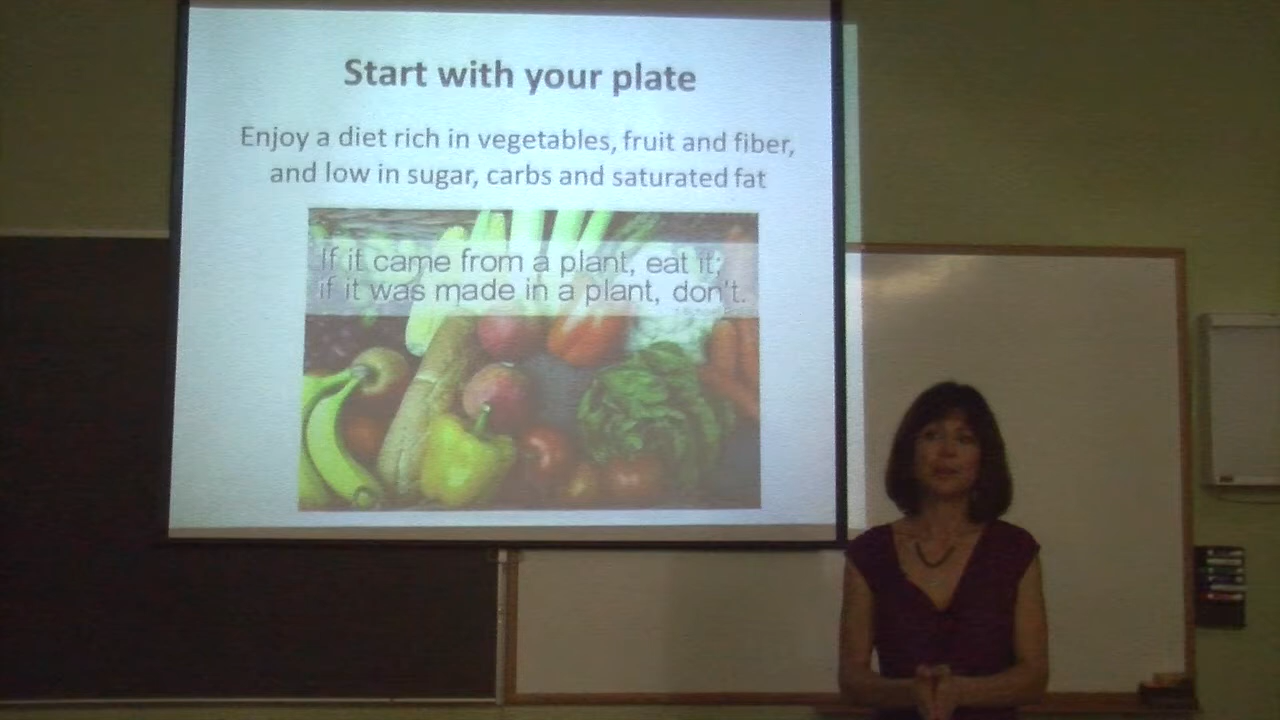 Start with your plate
Enjoy a diet rich in vegetables, fruit and fiber,
and low in sugar, carbs and saturated fat
If it came from a plant, eat it;
if it was made in a plant, don't.